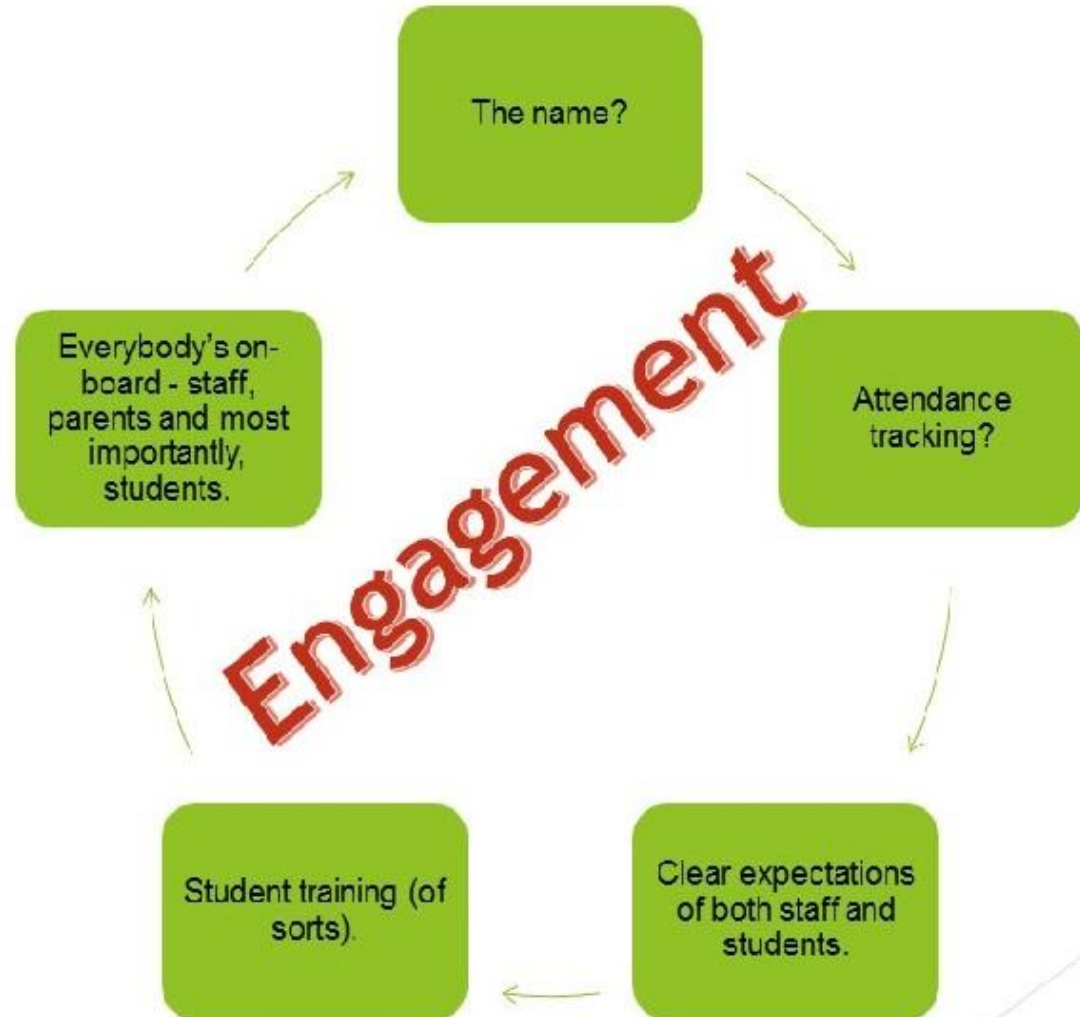 The name?
Engagement
Attendance
tracking?
Clear expectations
of both staff and
students.
Student training (of
sorts).
Everybody's on-
board - staff,
parents and most
importantly,
students.